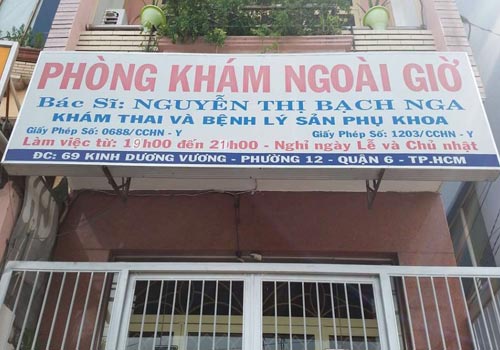 PHÒNG KHÁM NGOÀI GIỜ
Bác Sĩ: NGUYỄN THỊ BẠCH NGA
KHÁM THAI VÀ BỆNH LÝ SẢN PHỤ KHOA
Giấy Phép Số: 0688/CCHN - Y Giấy Phép Số: 1203/CCHN - Y
Làm việc từ: 19h00 đến 21h00 - Nghỉ ngày Lễ và Chủ nhật
ĐC: 69 KINH DƯƠNG VƯƠNG - PHƯỜNG 12 - QUẬN 6 - TP.HCM